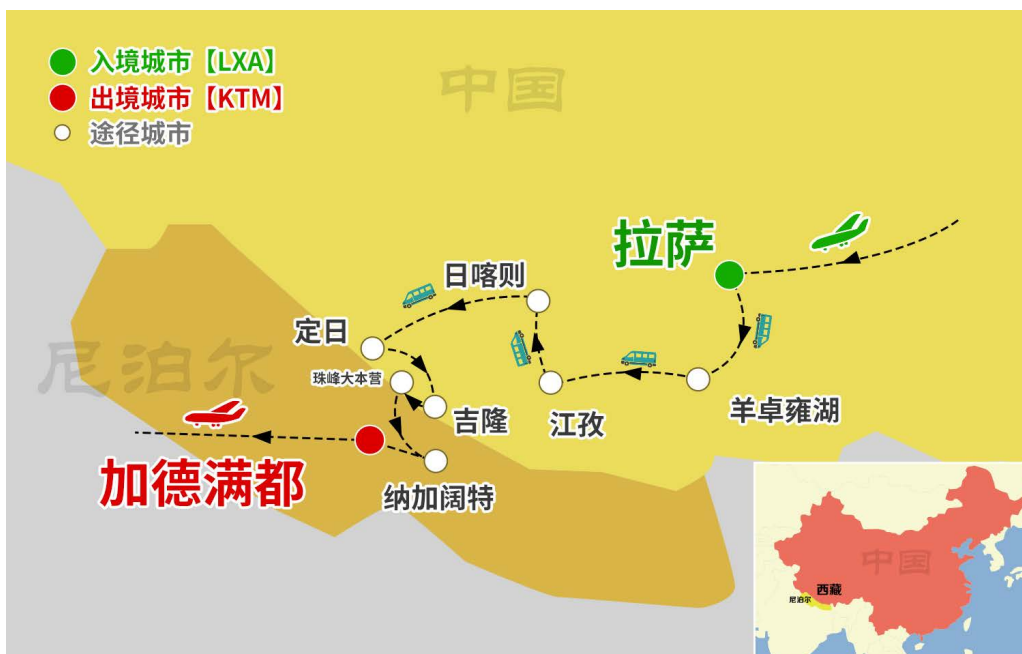 入境城市【LXA】
出境城市【KTM】
途径城市
中国
拉萨
日喀则
定日
尼泊尔
珠峰大本营
吉隆
江孜
羊卓雍湖
加德满都
纳加阔特
中国
西藏
尼泊尔